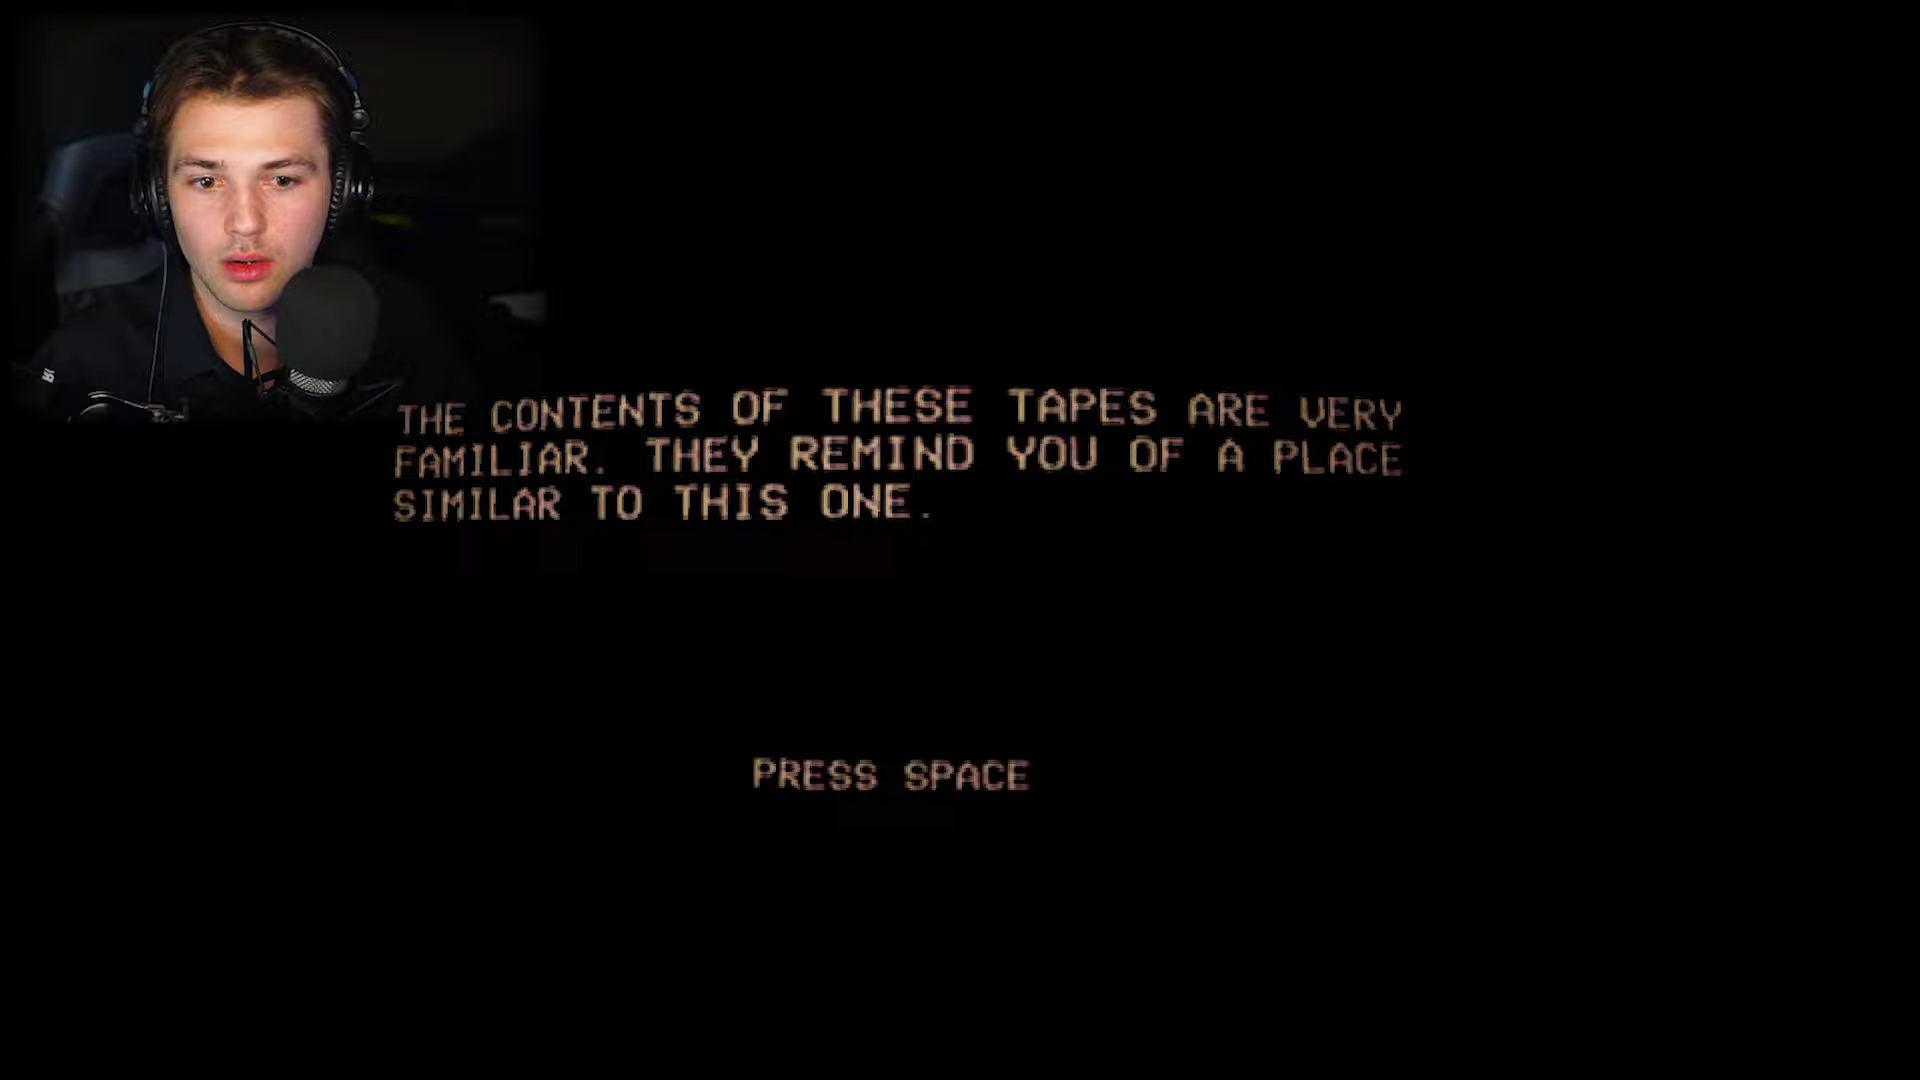 THE CONTENTS OF THESE TAPES ARE VERY
FAMILIAR. THEY REMIND YOU OF A PLACE
SIMILAR TO THIS ONE.
PRESS SPACE